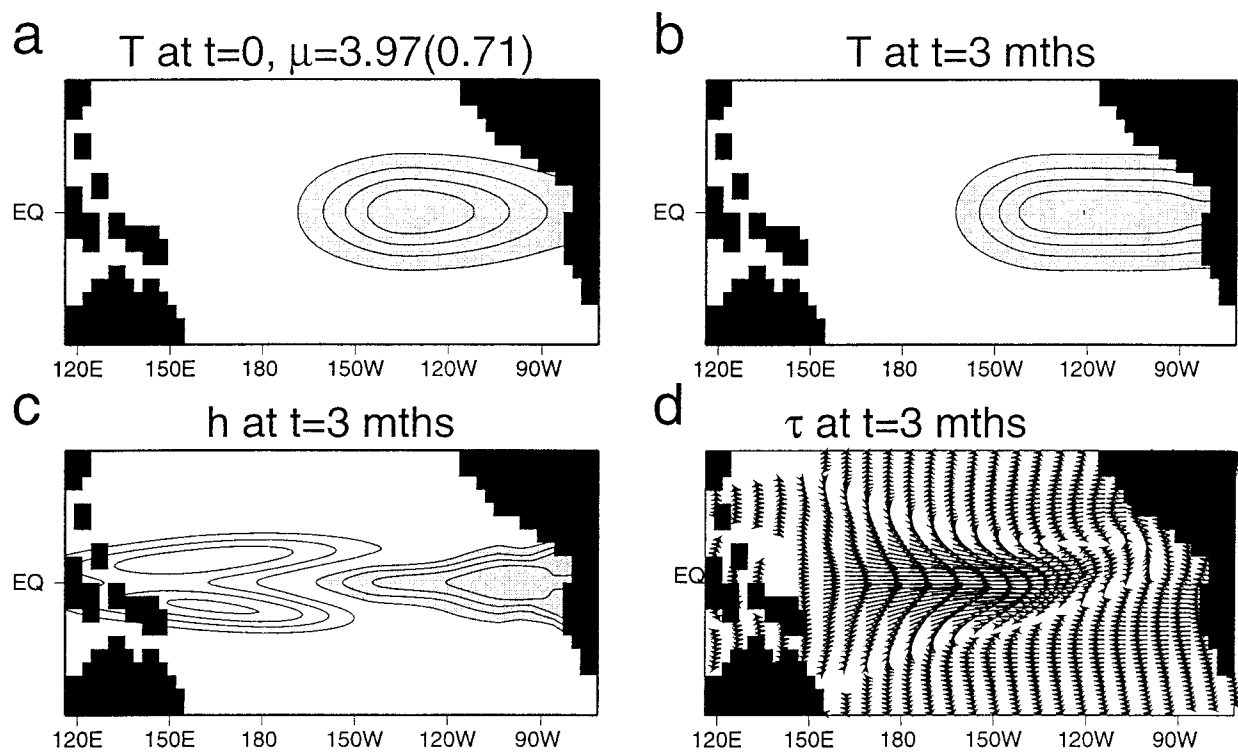 a
T at t=0, μ=3.97(0.71)
EQ
120E 150E 180 150W 120W 90W
b
T at t=3 mths
EQ
120E 150E 180 150W 120W 90W
c
h at t=3 mths
EQ
120E 150E 180 150W 120W 90W
d
τ at t=3 mths
EQ
120E 150E 180 150W 120W 90W